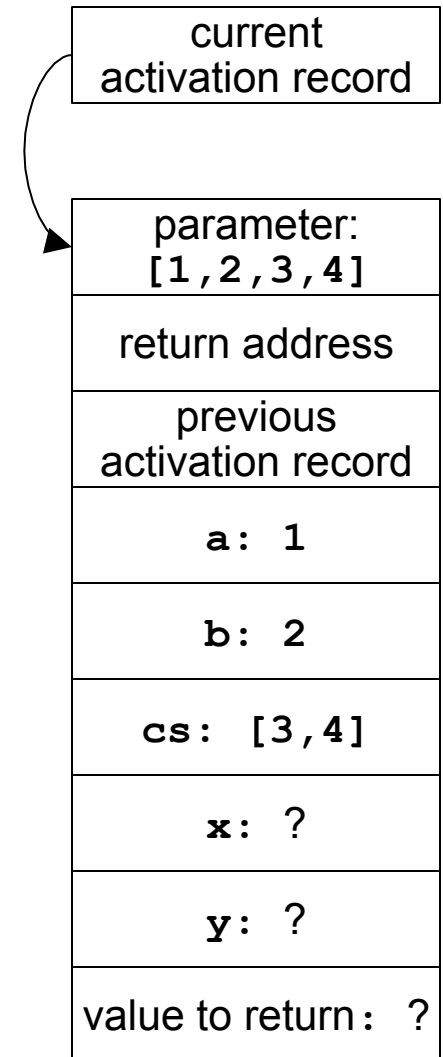 current
activation record
parameter:
[1,2,3,4]
return address
previous
activation record
a: 1
b: 2
cs: [3,4]
x: ?
y: ?
value to return: ?